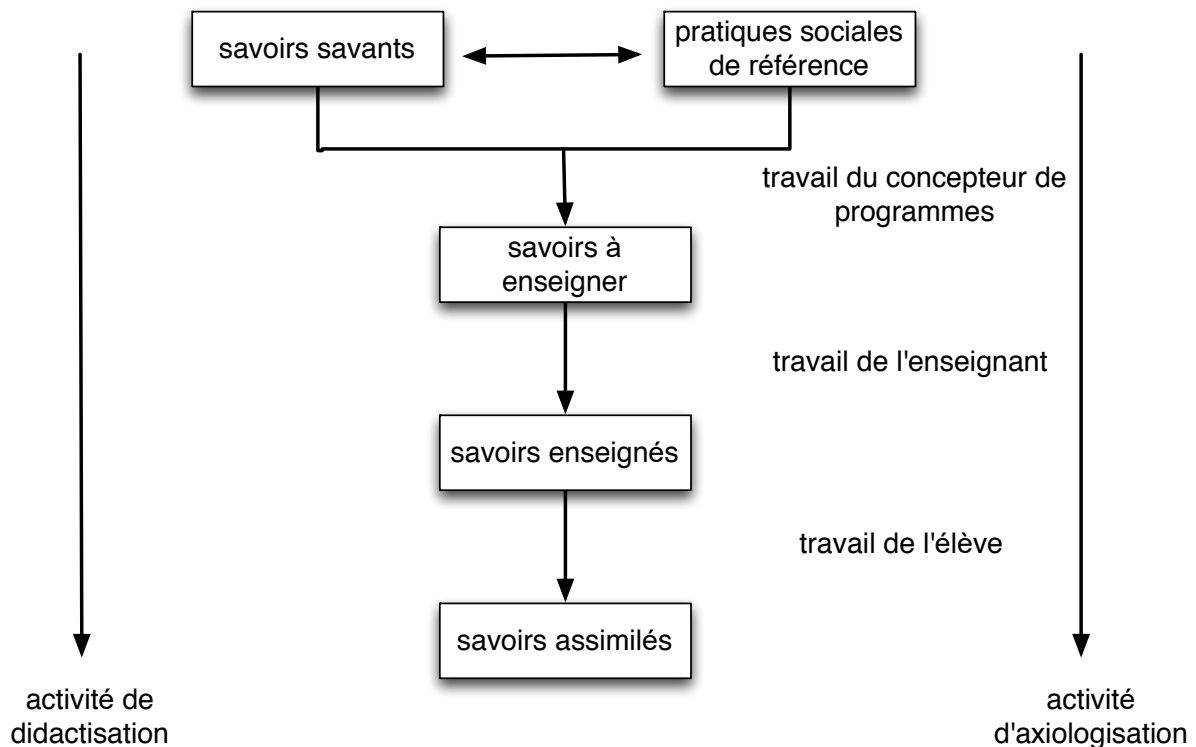 savoirs savants
pratiques sociales
de référence
travail du concepteur de
programmes
savoirs à
enseigner
travail de l'enseignant
savoirs enseignés
travail de l'élève
savoirs assimilés
activité de
didactisation
activité
d'axiologisation